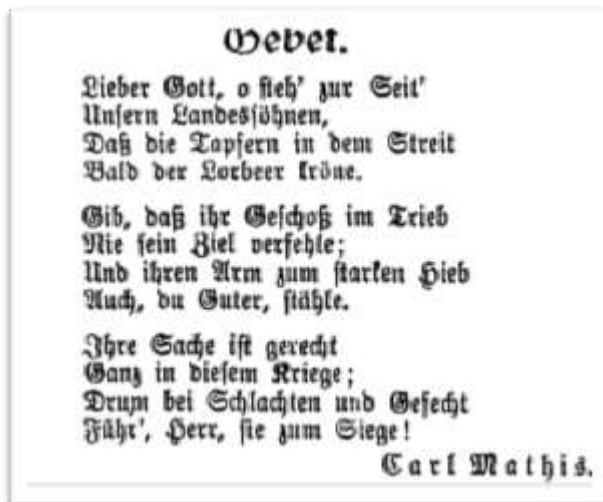 Gebet.
Lieber Gott, o steh' zur Seit'
Unsern Landessöhnen,
Daß die Tapfern in dem Streit
Bald der Lorbeer kröne.
Gib, daß ihr Geschoß im Trieb
Nie sein Ziel verfehle;
Und ihren Arm zum starken Hieb
Auch, du Guter, stähle.
Ihre Sache ist gerecht
Ganz in diesem Kriege;
Drum bei Schlachten und Gefecht
Führ', Herr, sie zum Siege!
Carl Mathis.